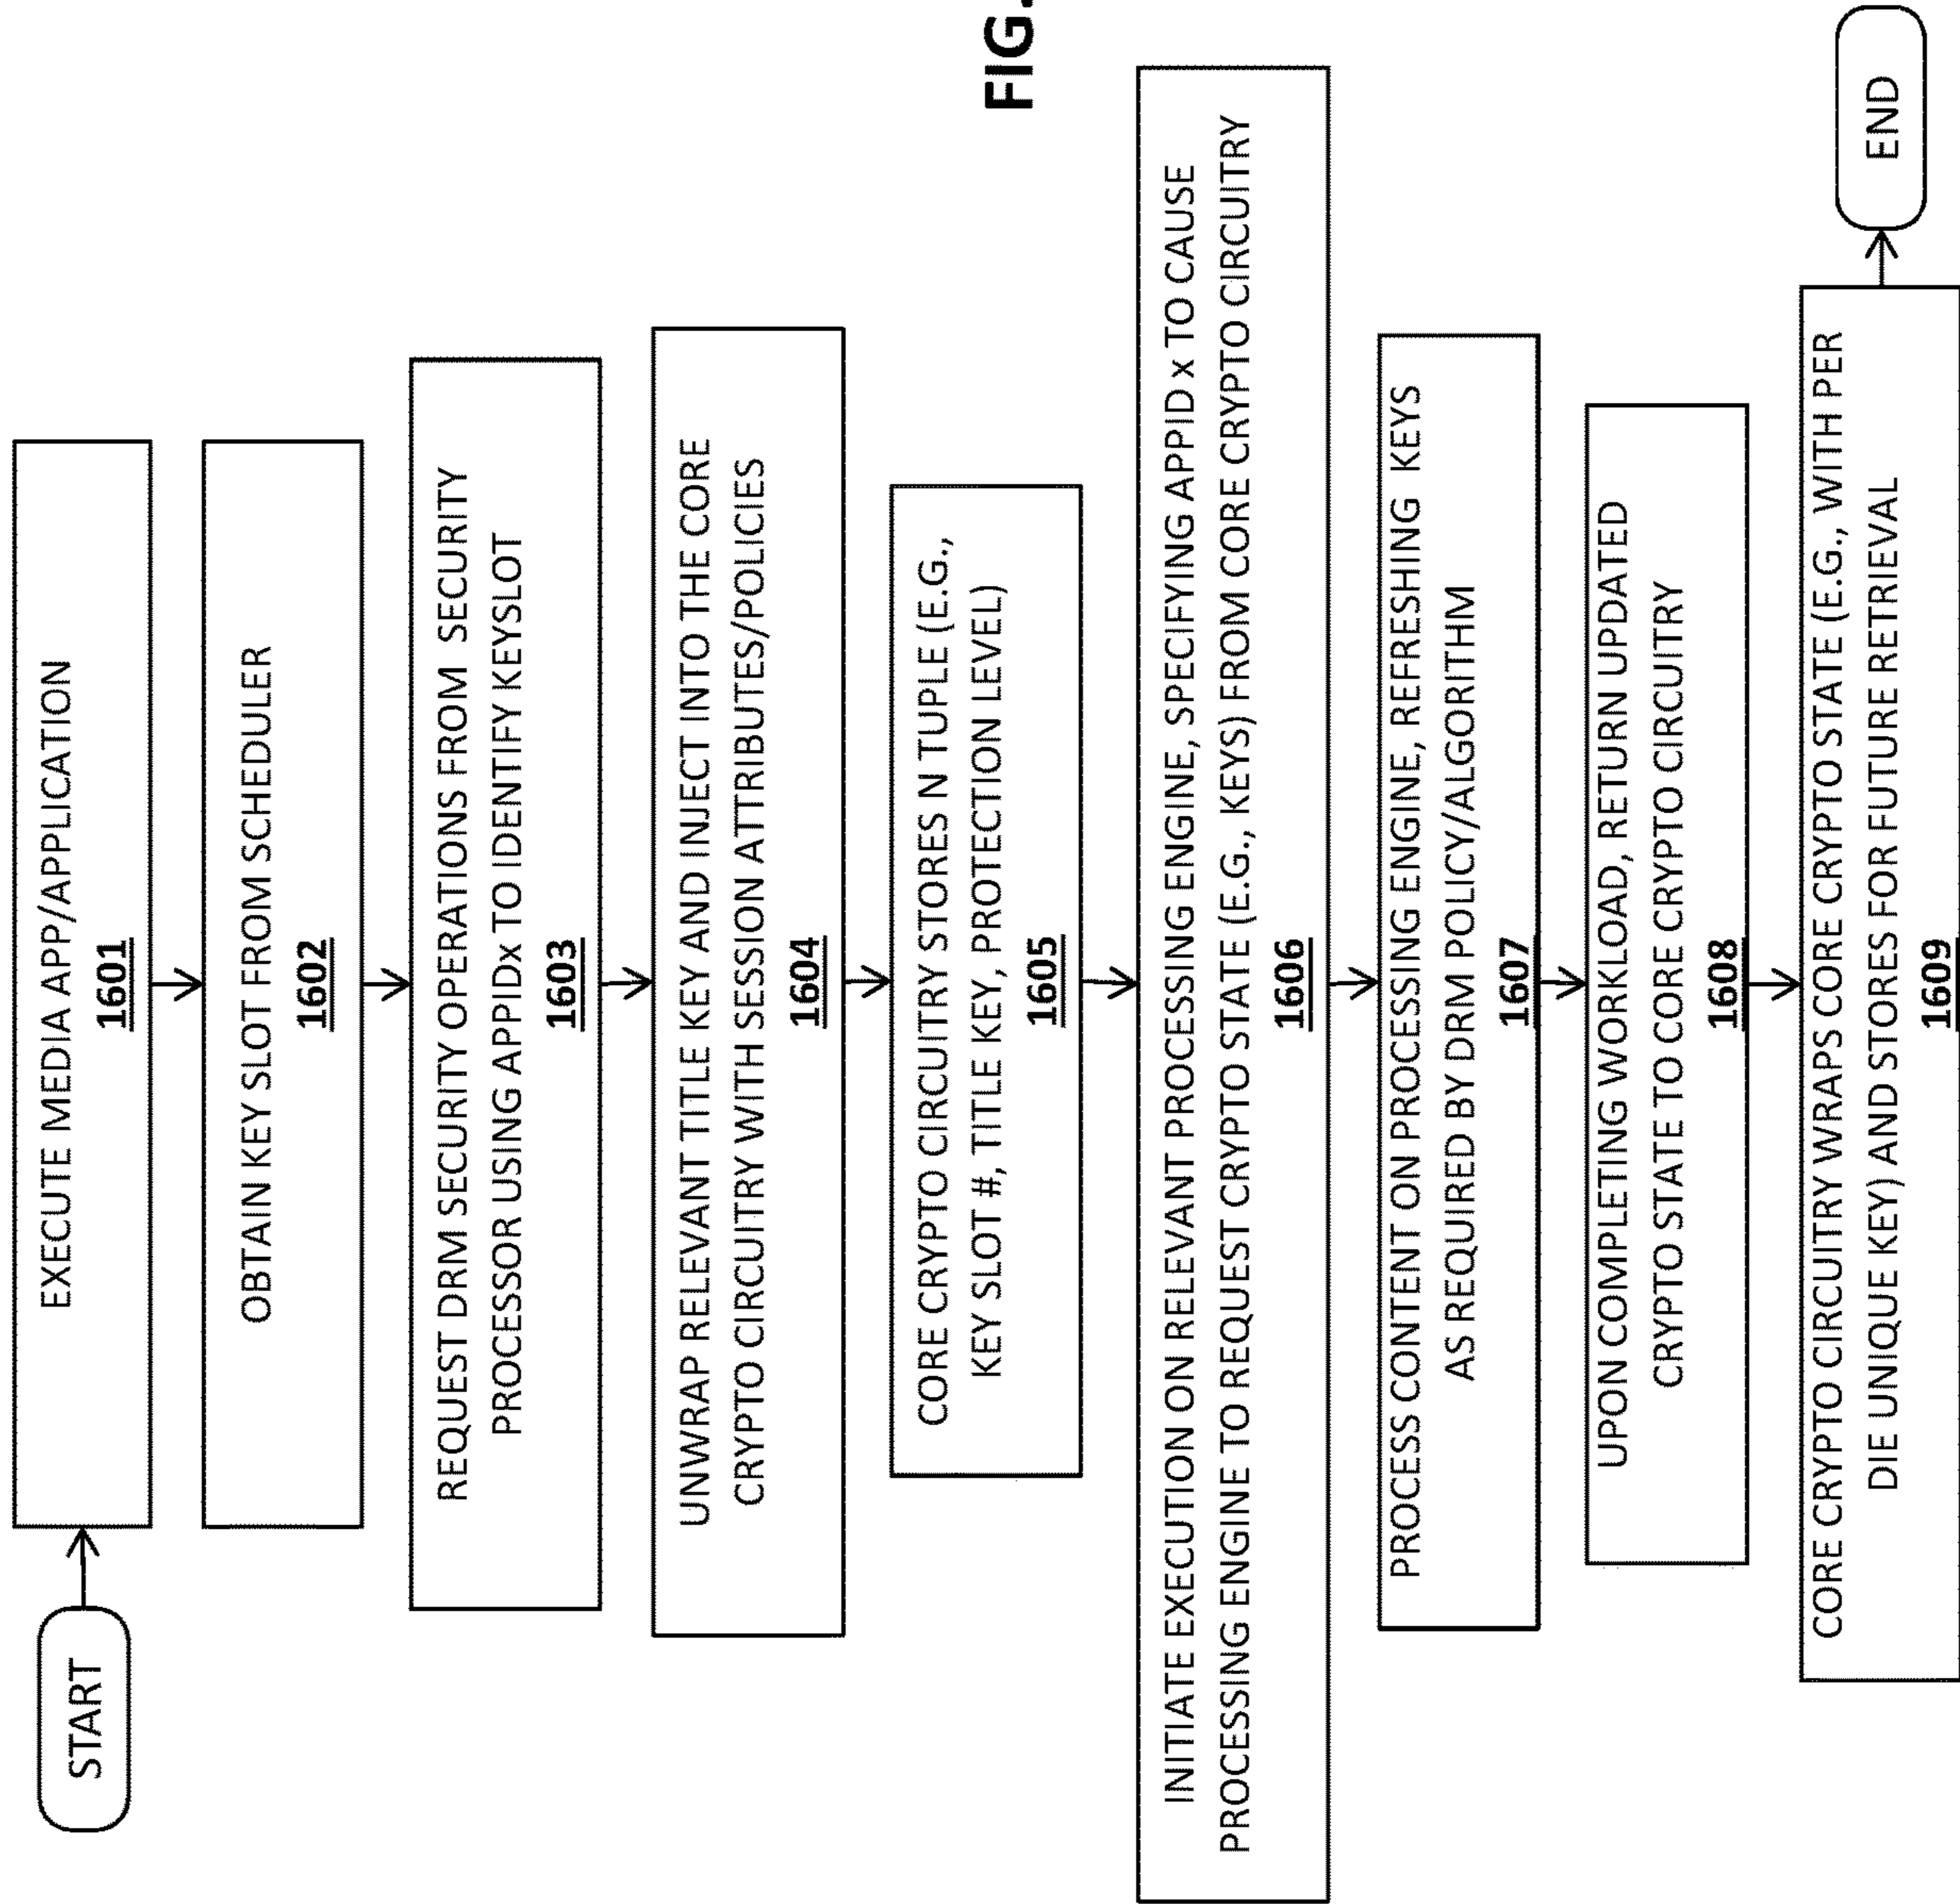 START
EXECUTE MEDIA APP/APPLICATION
1601
OBTAIN KEY SLOT FROM SCHEDULER
1602
REQUEST DRM SECURITY OPERATIONS FROM SECURITY
PROCESSOR USING APPIDx TO IDENTIFY KEYSLOT
1603
UNWRAP RELEVANT TITLE KEY AND INJECT INTO THE CORE
CRYPTO CIRCUITRY WITH SESSION ATTRIBUTES/POLICIES
1604
CORE CRYPTO CIRCUITRY STORES N TUPLE (E.G.,
KEY SLOT #, TITLE KEY, PROTECTION LEVEL)
1605
INITIATE EXECUTION ON RELEVANT PROCESSING ENGINE, SPECIFYING APPID x TO CAUSE
PROCESSING ENGINE TO REQUEST CRYPTO STATE (E.G., KEYS) FROM CORE CRYPTO CIRCUITRY
1606
PROCESS CONTENT ON PROCESSING ENGINE, REFRESHING KEYS
AS REQUIRED BY DRM POLICY/ALGORITHM
1607
UPON COMPLETING WORKLOAD, RETURN UPDATED
CRYPTO STATE TO CORE CRYPTO CIRCUITRY
1608
CORE CRYPTO CIRCUITRY WRAPS CORE CRYPTO STATE (E.G., WITH PER
DIE UNIQUE KEY) AND STORES FOR FUTURE RETRIEVAL
1609
END
FIG.